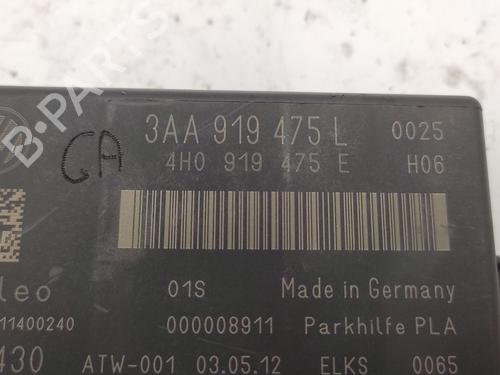 GA
3AA 919 475 L 0025
4H0 919 475 E H06
leo 01S Made in Germany
11400240 000008911 Parkhilfe PLA
430 ATW-001 03.05.12 ELKS 0065